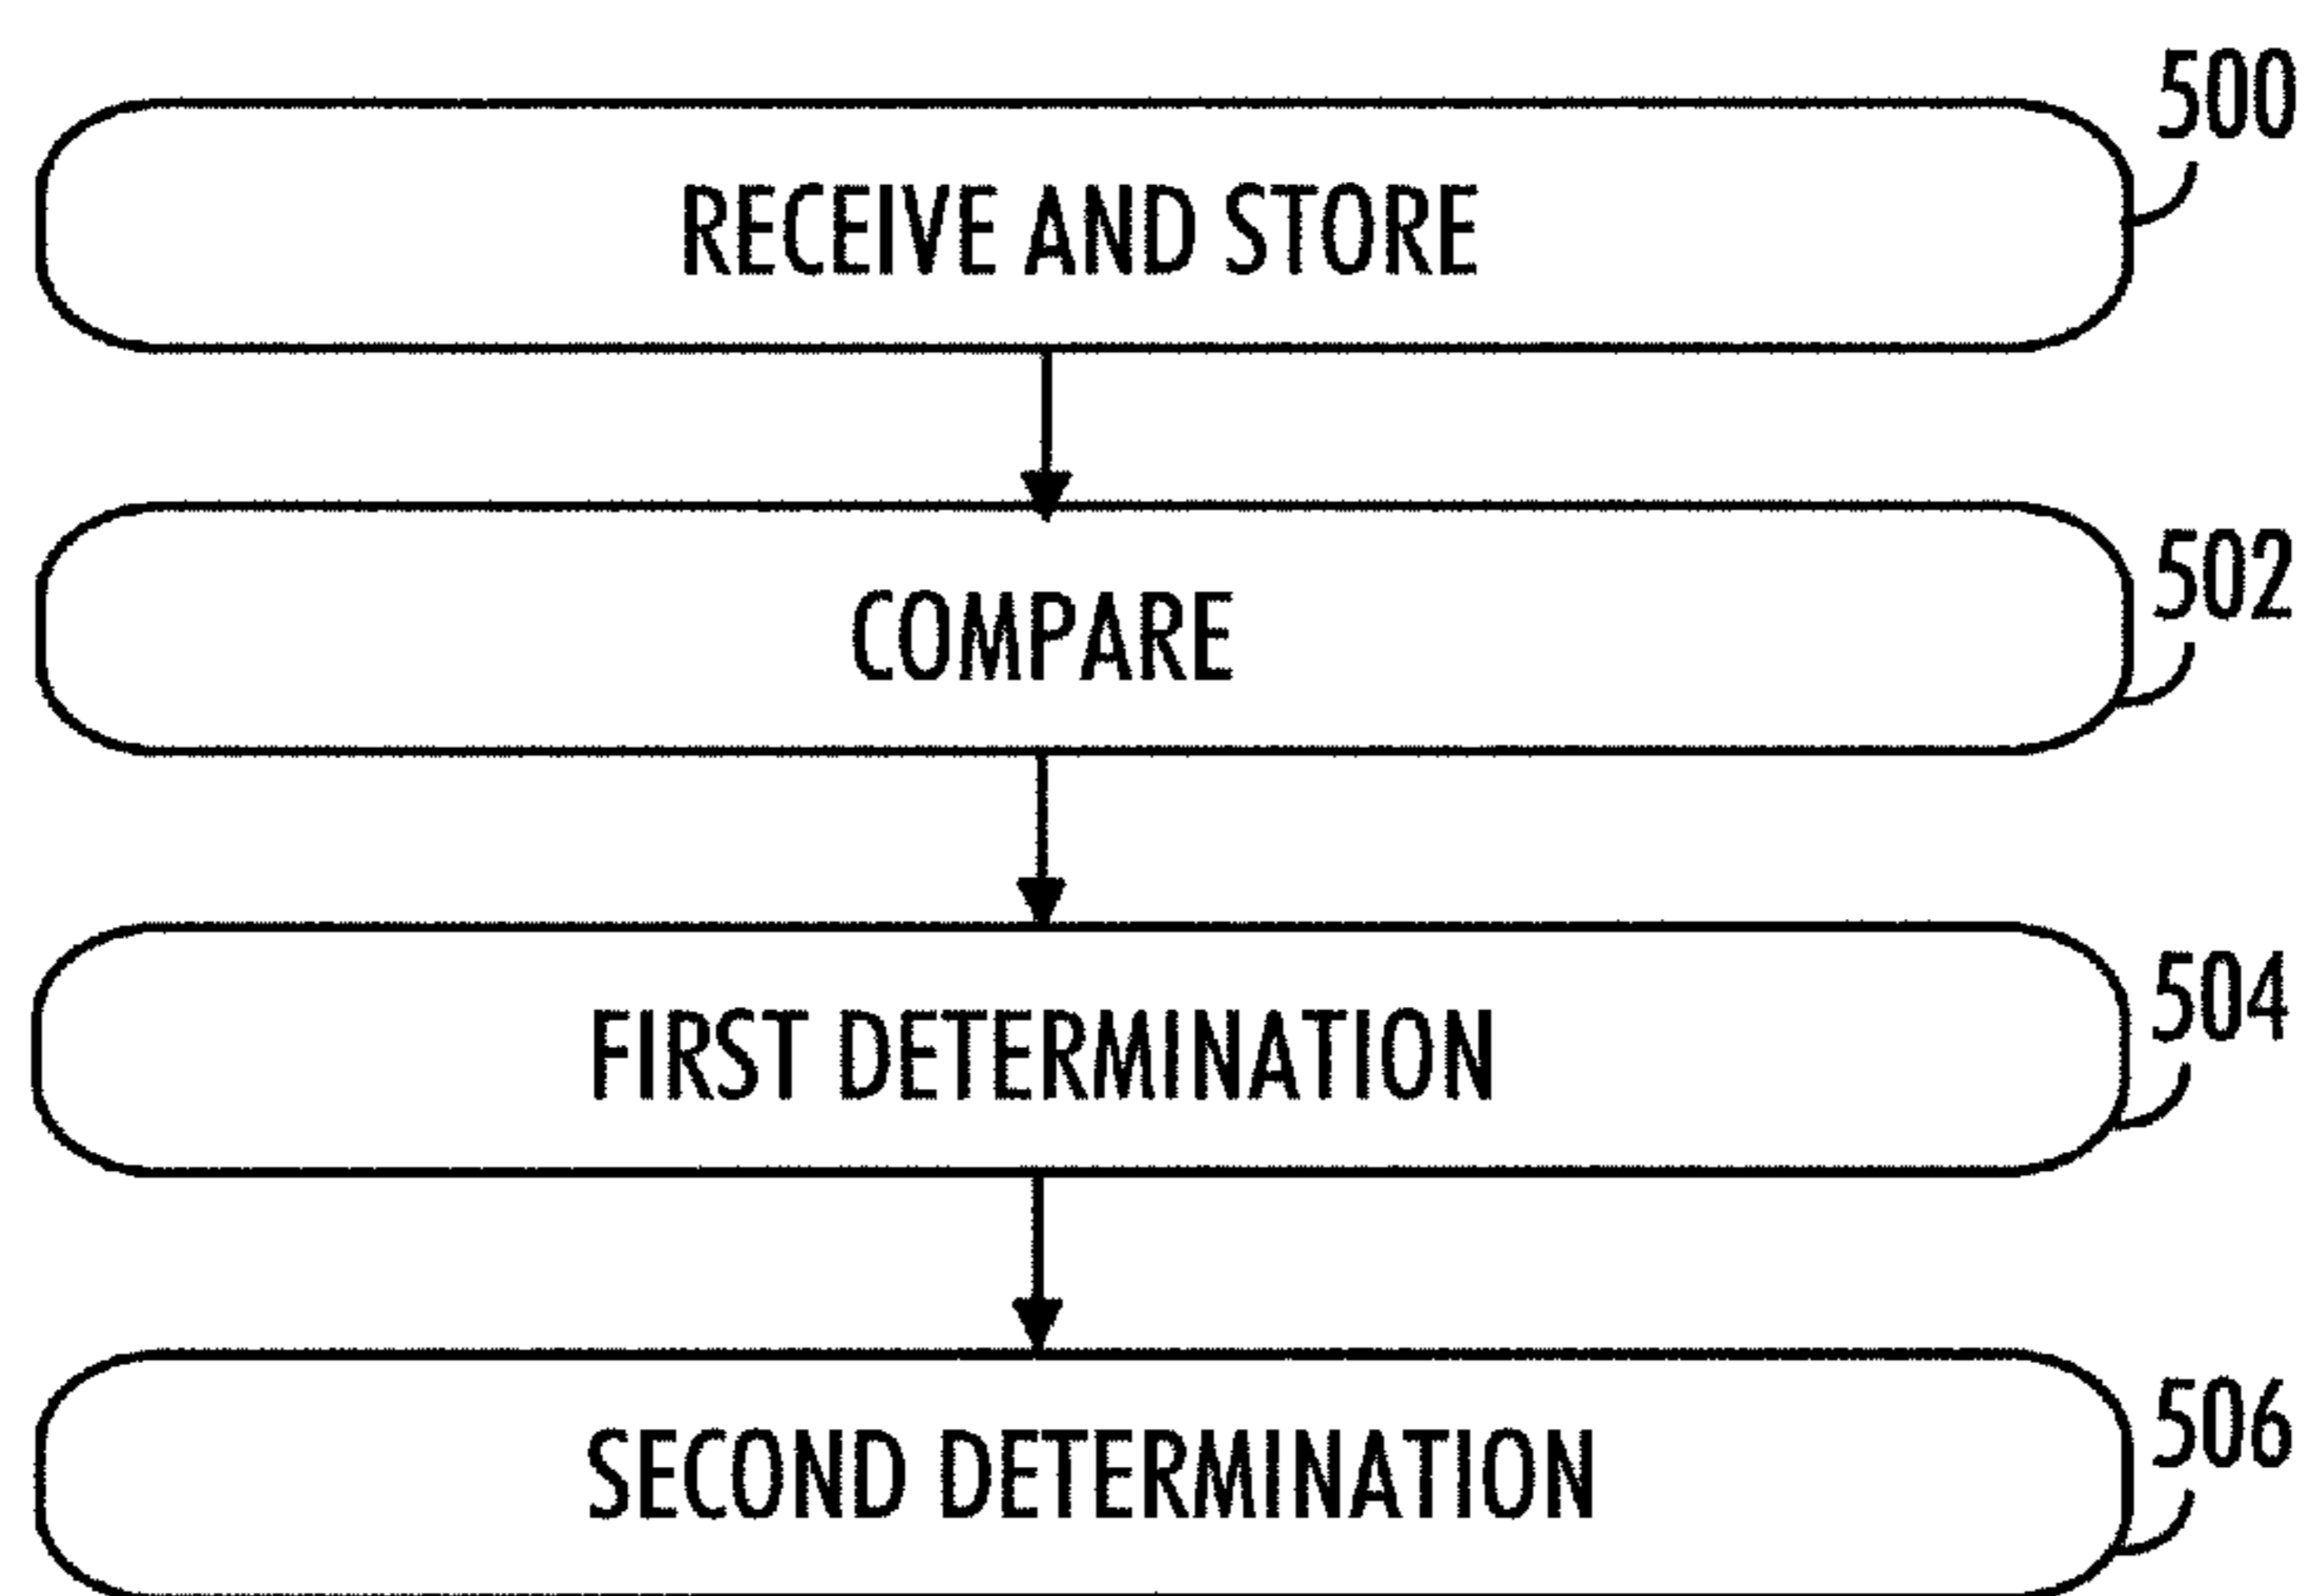 500
RECEIVE AND STORE
502
COMPARE
504
FIRST DETERMINATION
506
SECOND DETERMINATION